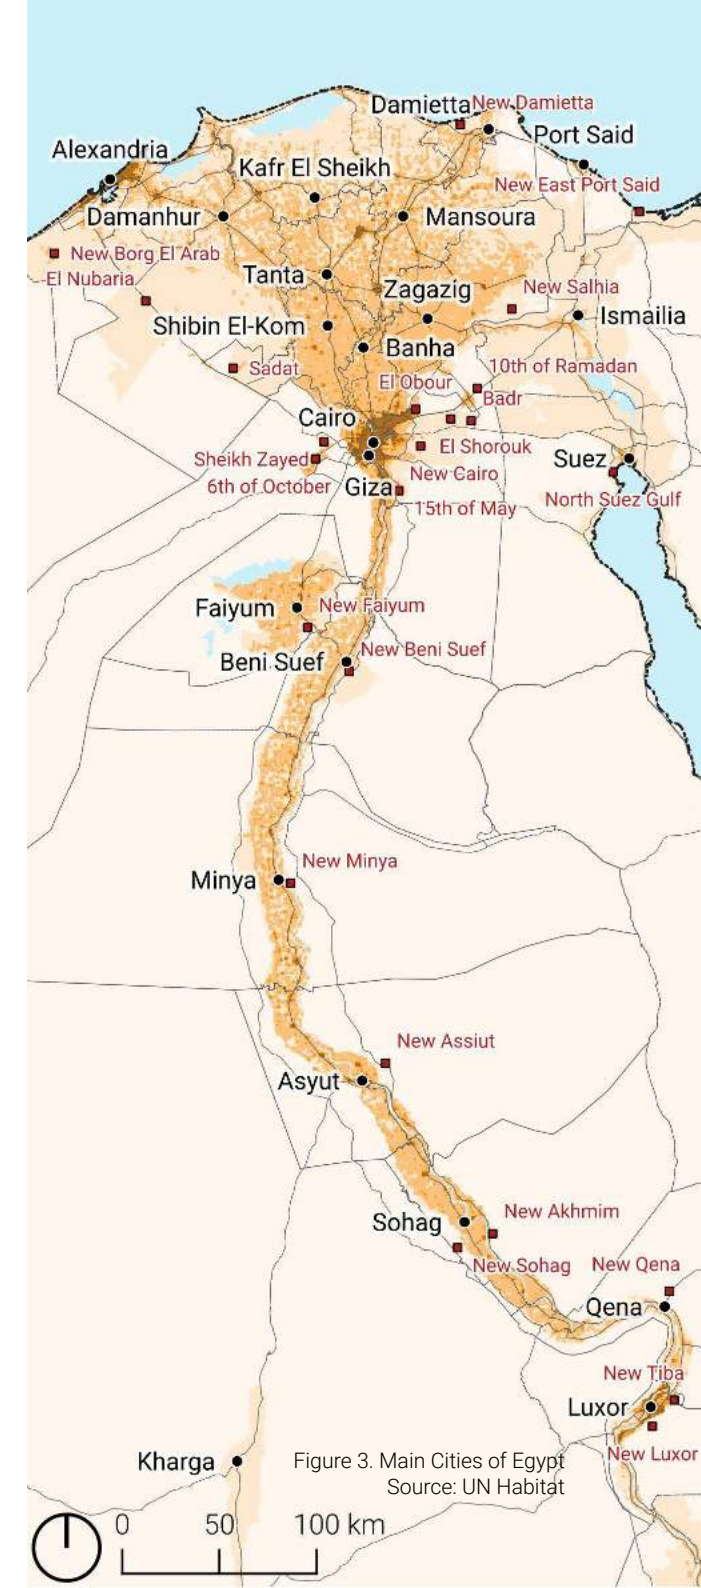 Damietta
New Damietta
Port Said
Alexandria
Kafr El Sheikh
New East Port Said
Damanhur
Mansoura
New Borg El Arab
El Nubaria
Tanta
Zagazig
New Salhia
Shibin El-Kom
Ismailia
Banha
Sadat
10th of Ramadan
El Obour
Badr
Cairo
El Shorouk
Sheikh Zayed
Suez
New Cairo
6th of October
Giza
North Suez Gulf
15th of May
Faiyum
New Faiyum
Beni Suef
New Beni Suef
Minya
New Minya
New Assiut
Asyut
Sohag
New Akhmim
New Sohag
New Qena
Qena
New Tiba
Luxor
New Luxor
Kharga
Figure 3. Main Cities of Egypt
Source: UN Habitat
0 50 100 km